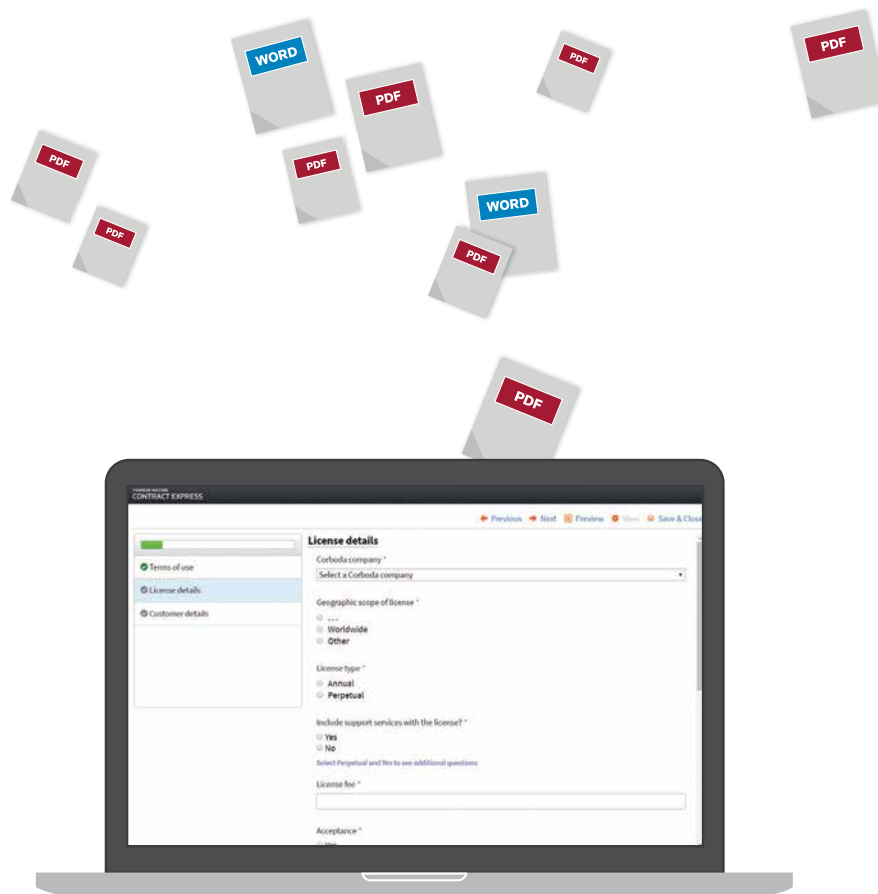 WORD
PDF
PDF
PDF
PDF
PDF
PDF
WORD
PDF
PDF
THOMSON REUTERS
CONTRACT EXPRESS
Previous Next Preview View Save & Close
License details
Corboda company *
Select a Corboda company
Terms of use
License details
Customer details
Geographic scope of license *
...
Worldwide
Other
License type *
Annual
Perpetual
Include support services with the license? *
Yes
No
Select Perpetual and Yes to see additional questions
License fee *
Acceptance *
Yes